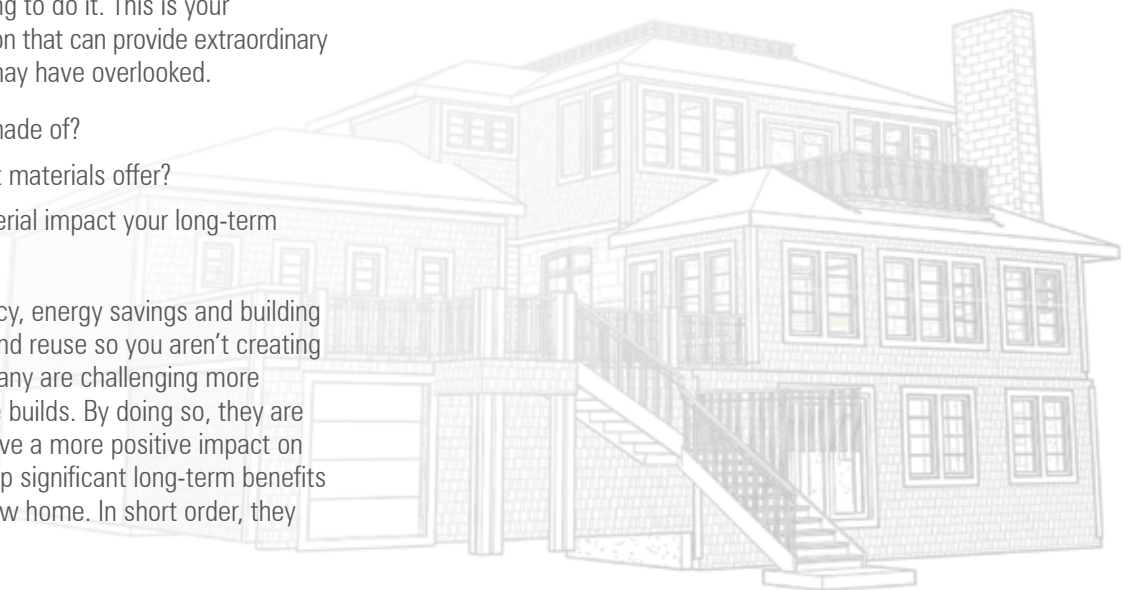 ng to do it. This is your
on that can provide extraordinary
may have overlooked.
nade of?
t materials offer?
erial impact your long-term
cy, energy savings and building
nd reuse so you aren't creating
any are challenging more
e builds. By doing so, they are
ve a more positive impact on
p significant long-term benefits
w home. In short order, they